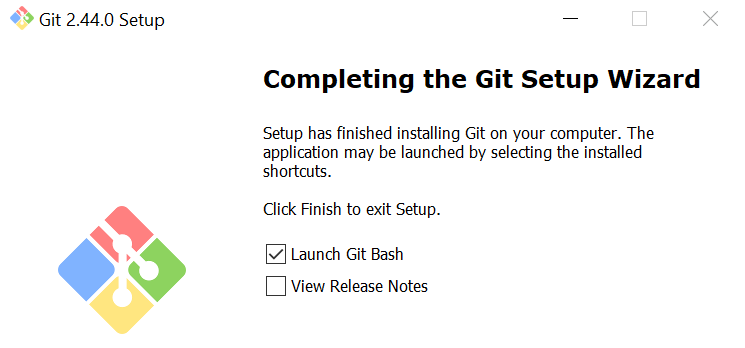 Git 2.44.0 Setup
Completing the Git Setup Wizard
Setup has finished installing Git on your computer. The
application may be launched by selecting the installed
shortcuts.
Click Finish to exit Setup.
Launch Git Bash
View Release Notes